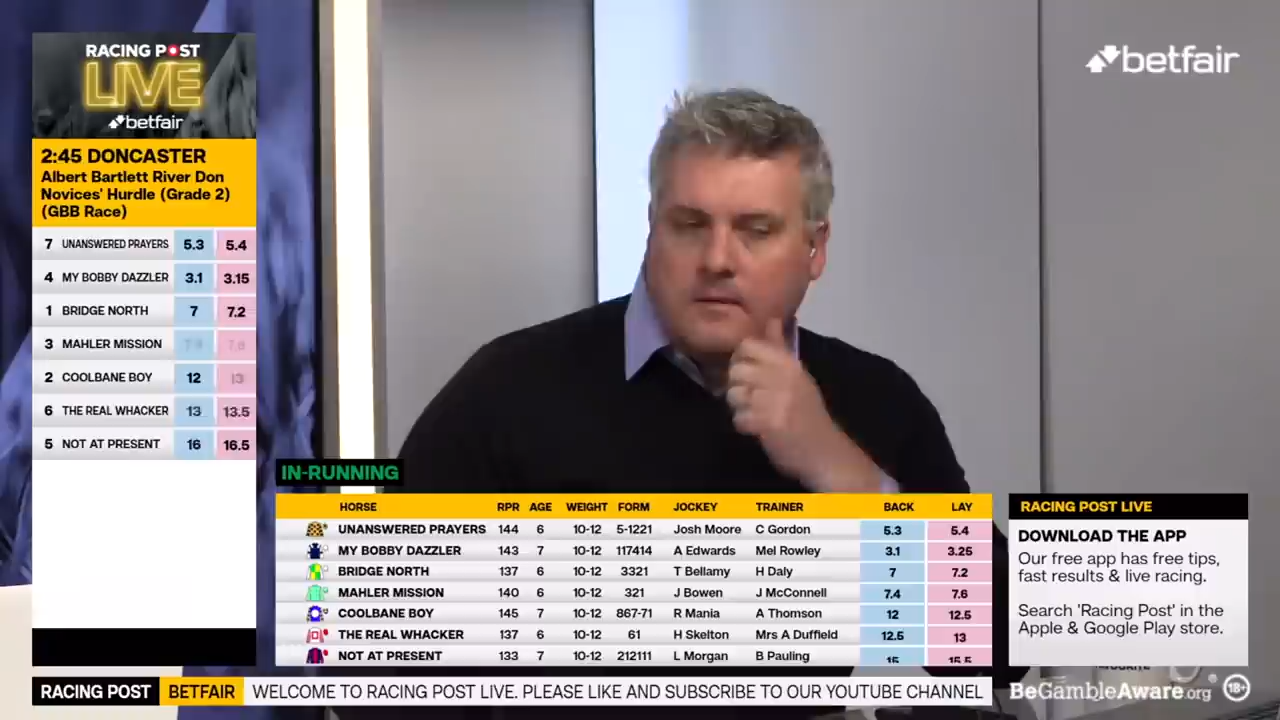 RACING POST
LIVE
betfair
betfair
2:45 DONCASTER
Albert Bartlett River Don
Novices' Hurdle (Grade 2)
(GBB Race)
7 UNANSWERED PRAYERS 5.3 5.4
4 MY BOBBY DAZZLER 3.1 3.15
1 BRIDGE NORTH 7 7.2
3 MAHLER MISSION
2 COOLBANE BOY 12 13
6 THE REAL WHACKER 13 13.5
5 NOT AT PRESENT 16 16.5
IN-RUNNING
HORSE RPR AGE WEIGHT FORM JOCKEY TRAINER BACK LAY
UNANSWERED PRAYERS 144 6 10-12 5-1221 Josh Moore C Gordon 5.3 5.4
MY BOBBY DAZZLER 143 7 10-12 117414 A Edwards Mel Rowley 3.1 3.25
BRIDGE NORTH 137 6 10-12 3321 T Bellamy H Daly 7 7.2
MAHLER MISSION 140 6 10-12 321 J Bowen J McConnell 7.4 7.6
COOLBANE BOY 145 7 10-12 867-71 R Mania A Thomson 12 12.5
THE REAL WHACKER 137 6 10-12 61 H Skelton Mrs A Duffield 12.5 13
NOT AT PRESENT 133 7 10-12 212111 L Morgan B Pauling 15 15.5
RACING POST LIVE
DOWNLOAD THE APP
Our free app has free tips,
fast results & live racing.
Search 'Racing Post' in the
Apple & Google Play store.
RACING POST BETFAIR WELCOME TO RACING POST LIVE. PLEASE LIKE AND SUBSCRIBE TO OUR YOUTUBE CHANNEL
BeGambleAware.org 18+